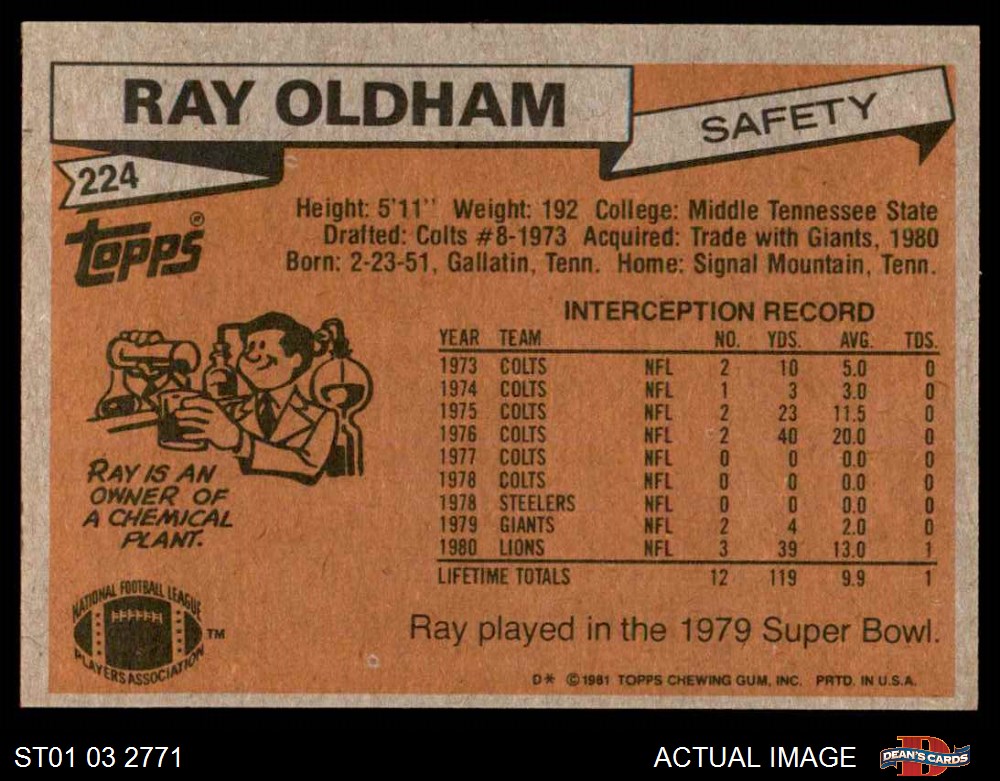 RAY OLDHAM
SAFETY
224
Topps®
Height: 5'11'' Weight: 192 College: Middle Tennessee State
Drafted: Colts #8-1973 Acquired: Trade with Giants, 1980
Born: 2-23-51, Gallatin, Tenn. Home: Signal Mountain, Tenn.
INTERCEPTION RECORD
YEAR TEAM NO. YDS. AVG. TDS.
1973 COLTS NFL 2 10 5.0 0
1974 COLTS NFL 1 3 3.0 0
1975 COLTS NFL 2 23 11.5 0
1976 COLTS NFL 2 40 20.0 0
1977 COLTS NFL 0 0 0.0 0
1978 COLTS NFL 0 0 0.0 0
1978 STEELERS NFL 0 0 0.0 0
1979 GIANTS NFL 2 4 2.0 0
1980 LIONS NFL 3 39 13.0 1
LIFETIME TOTALS 12 119 9.9 1
RAY IS AN
OWNER OF
A CHEMICAL
PLANT.
NATIONAL FOOTBALL LEAGUE
PLAYERS ASSOCIATION
TM
Ray played in the 1979 Super Bowl.
D* ©1981 TOPPS CHEWING GUM, INC. PRTD. IN U.S.A.
ST01 03 2771
ACTUAL IMAGE
D
DEAN'S CARDS